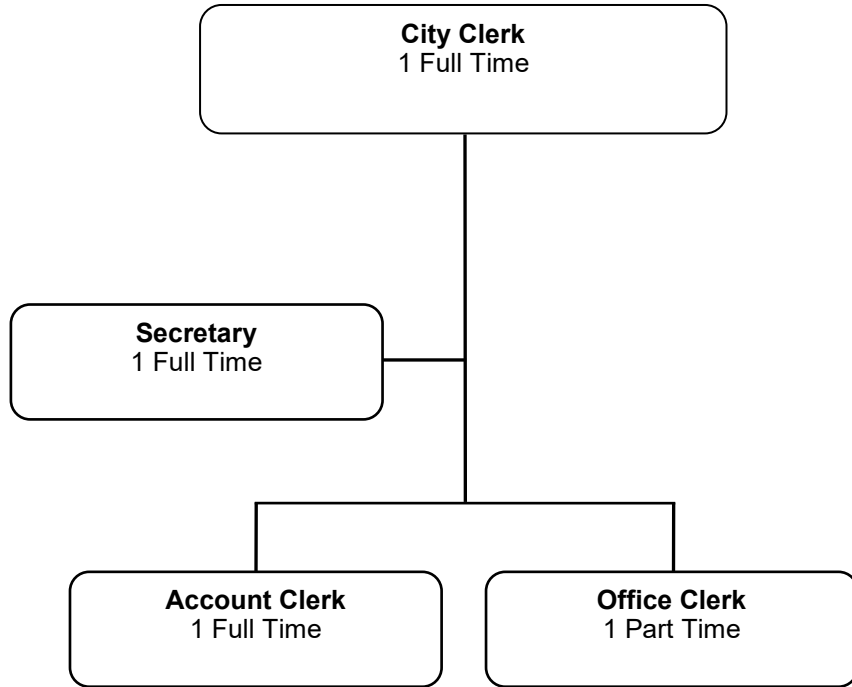 City Clerk
1 Full Time
Secretary
1 Full Time
Account Clerk
1 Full Time
Office Clerk
1 Part Time